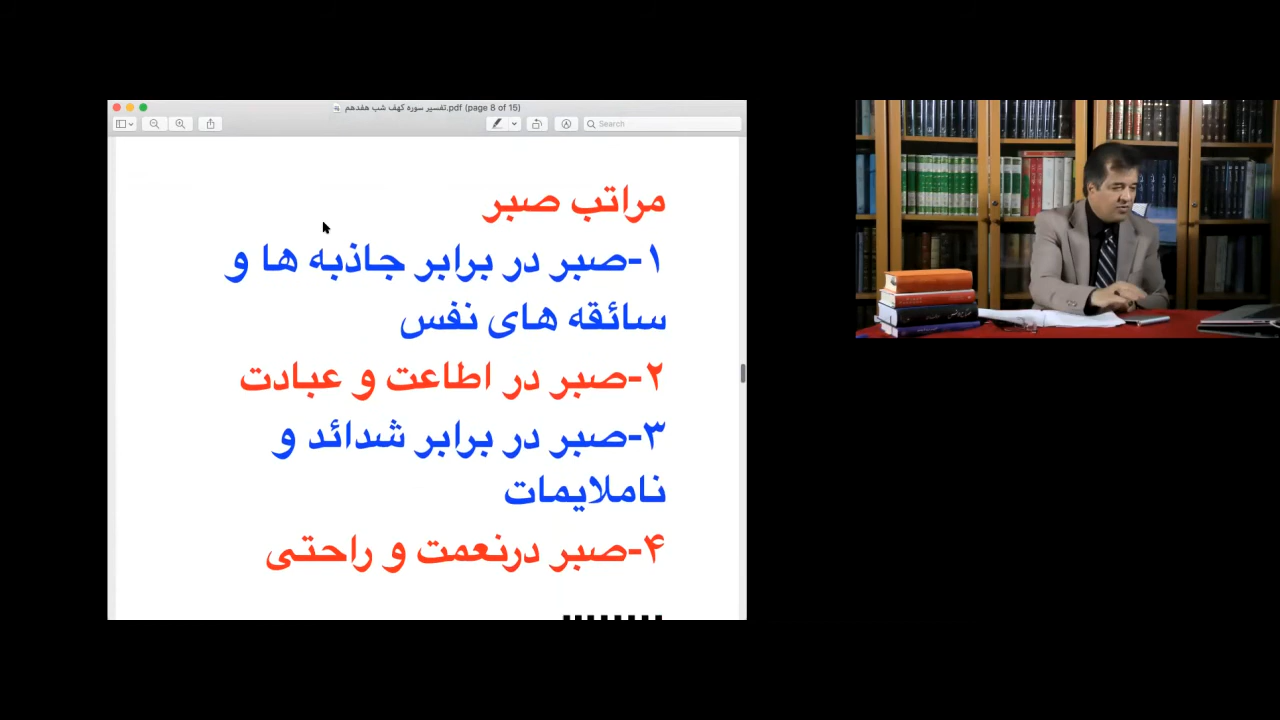 تفسیر سوره کهف شب هفدهم.pdf (page 8 of 15)
Search
مراتب صبر
۱-صبر در برابر جاذبه ها و
سائقه های نفس
۲-صبر در اطاعت و عبادت
۳-صبر در برابر شدائد و
ناملایمات
۴-صبر درنعمت و راحتی